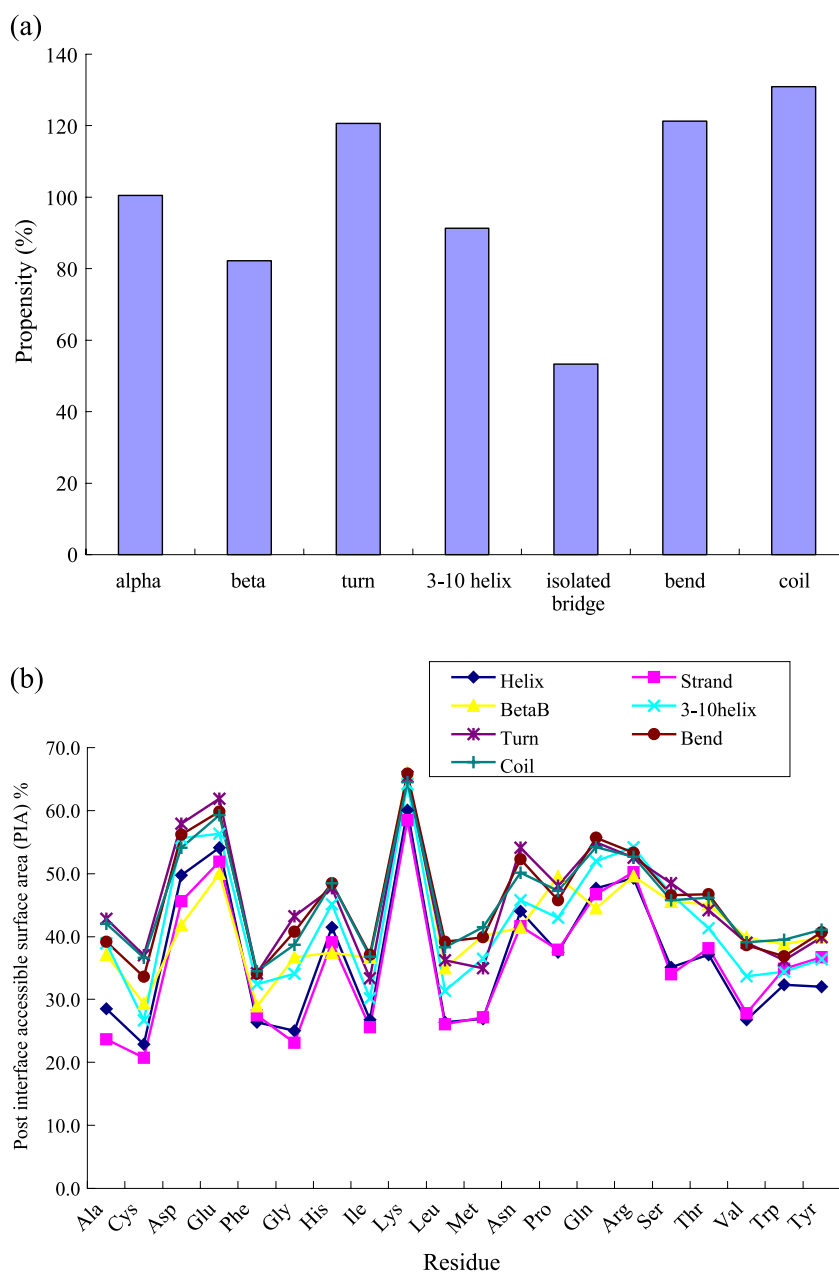 (a)
Propensity (%)
140
120
100
80
60
40
20
0
alpha beta turn 3-10 helix isolated bridge bend coil
(b)
Helix Strand
BetaB 3-10helix
Turn Bend
Coil
Post interface accessible surface area (PIA) %
70.0
60.0
50.0
40.0
30.0
20.0
10.0
0.0
Ala Cys Asp Glu Phe Gly His Ile Lys Leu Met Asn Pro Gln Arg Ser Thr Val Trp Tyr
Residue